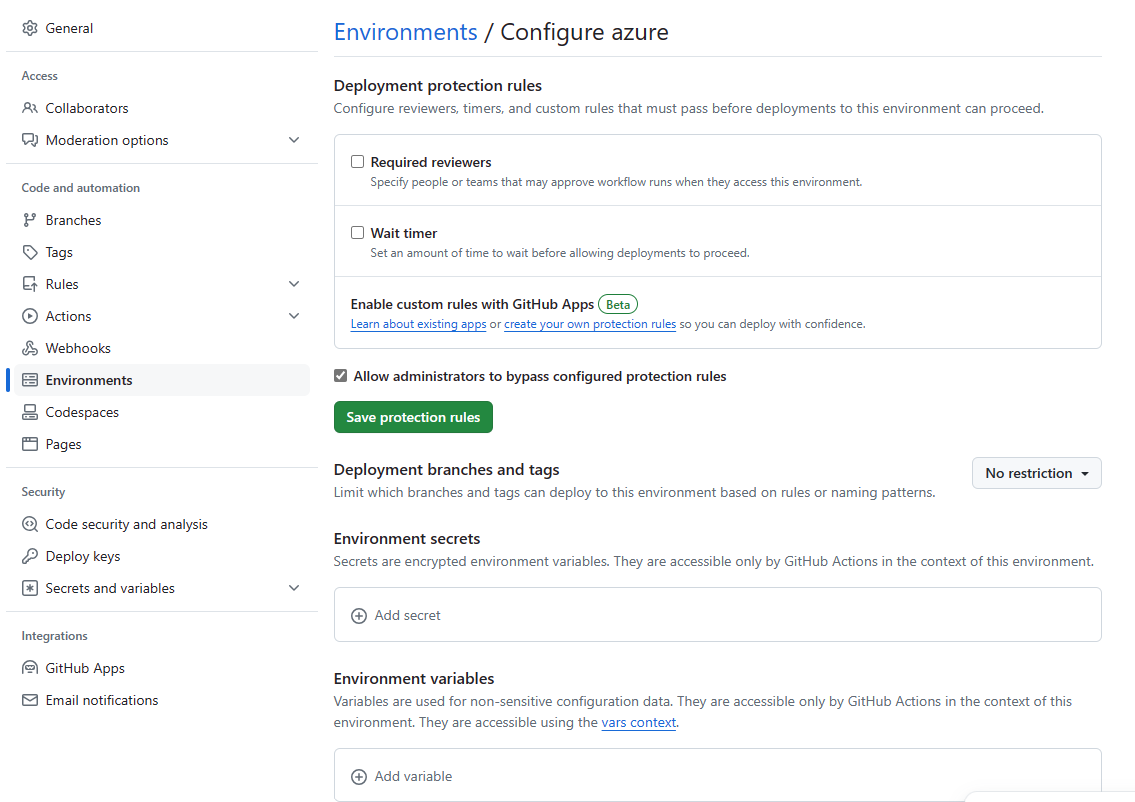 General
Access
Collaborators
Moderation options
Code and automation
Branches
Tags
Rules
Actions
Webhooks
Environments
Codespaces
Pages
Security
Code security and analysis
Deploy keys
Secrets and variables
Integrations
GitHub Apps
Email notifications
Environments / Configure azure
Deployment protection rules
Configure reviewers, timers, and custom rules that must pass before deployments to this environment can proceed.
Required reviewers
Specify people or teams that may approve workflow runs when they access this environment.
Wait timer
Set an amount of time to wait before allowing deployments to proceed.
Enable custom rules with GitHub Apps Beta
Learn about existing apps or create your own protection rules so you can deploy with confidence.
Allow administrators to bypass configured protection rules
Save protection rules
Deployment branches and tags
No restriction
Limit which branches and tags can deploy to this environment based on rules or naming patterns.
Environment secrets
Secrets are encrypted environment variables. They are accessible only by GitHub Actions in the context of this environment.
Add secret
Environment variables
Variables are used for non-sensitive configuration data. They are accessible only by GitHub Actions in the context of this
environment. They are accessible using the vars context.
Add variable